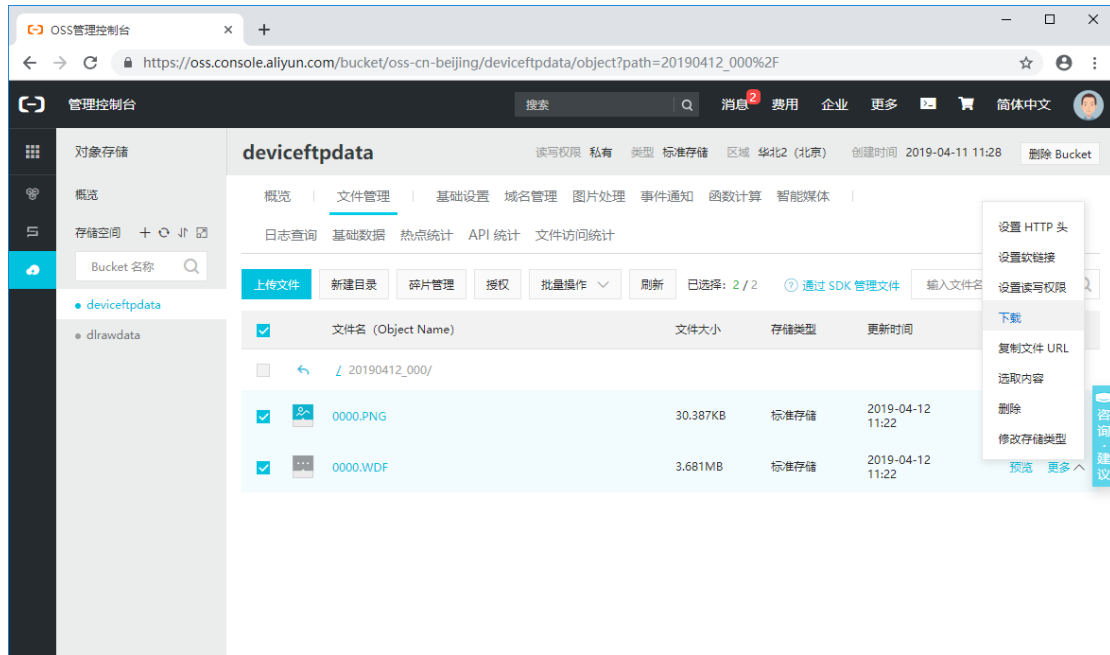 OSS管理控制台
https://oss.console.aliyun.com/bucket/oss-cn-beijing/deviceftpdata/object?path=20190412_000%2F
管理控制台 搜索 消息 2 费用 企业 更多 简体中文
对象存储
概览
存储空间
Bucket 名称
deviceftpdata
dlrawdata
deviceftpdata 读写权限 私有 类型 标准存储 区域 华北2（北京） 创建时间 2019-04-11 11:28 删除 Bucket
概览 文件管理 基础设置 域名管理 图片处理 事件通知 函数计算 智能媒体
日志查询 基础数据 热点统计 API 统计 文件访问统计
上传文件 新建目录 碎片管理 授权 批量操作 刷新 已选择: 2 / 2 通过 SDK 管理文件 输入文件名
文件名（Object Name） 文件大小 存储类型 更新时间
/ 20190412_000/
0000.PNG 30.387KB 标准存储 2019-04-12
11:22
0000.WDF 3.681MB 标准存储 2019-04-12
11:22
预览 更多
设置 HTTP 头
设置软链接
设置读写权限
下载
复制文件 URL
选取内容
删除
修改存储类型
咨询·建议